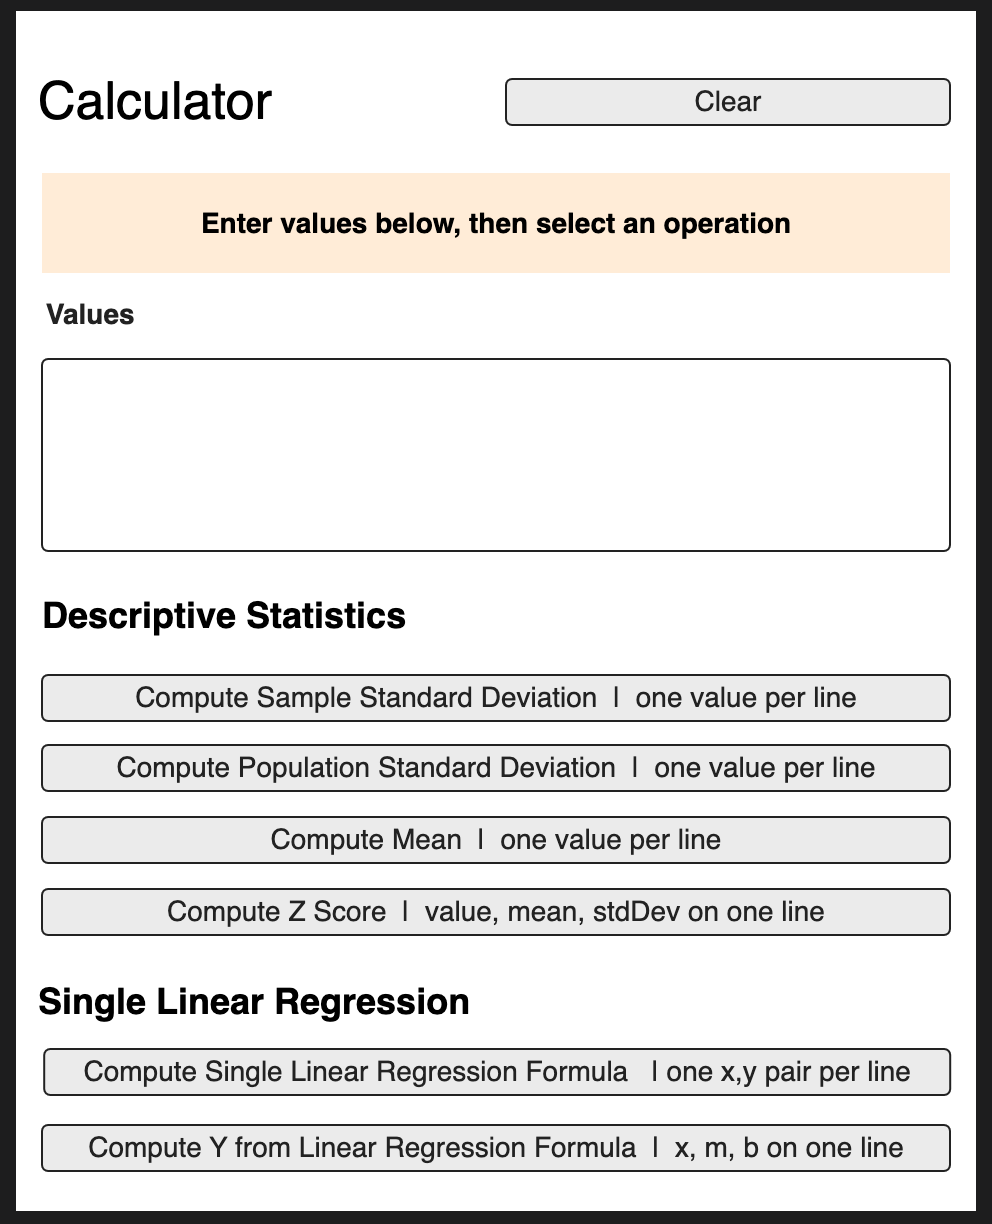 Calculator
Clear
Enter values below, then select an operation
Values
Descriptive Statistics
Compute Sample Standard Deviation | one value per line
Compute Population Standard Deviation | one value per line
Compute Mean | one value per line
Compute Z Score | value, mean, stdDev on one line
Single Linear Regression
Compute Single Linear Regression Formula | one x,y pair per line
Compute Y from Linear Regression Formula | x, m, b on one line